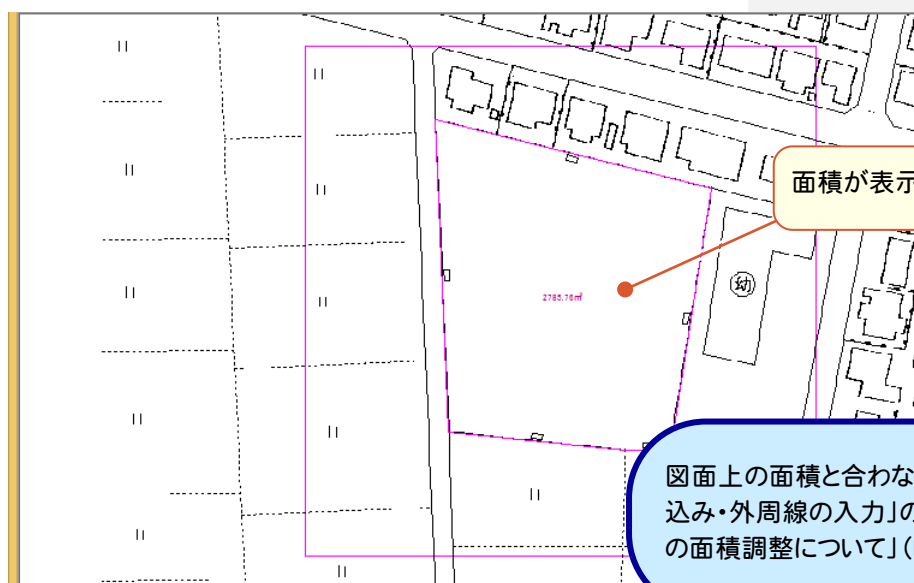 面積が表示
2785.76㎡
幼
図面上の面積と合わな
込み・外周線の入力」の
の面積調整について」(